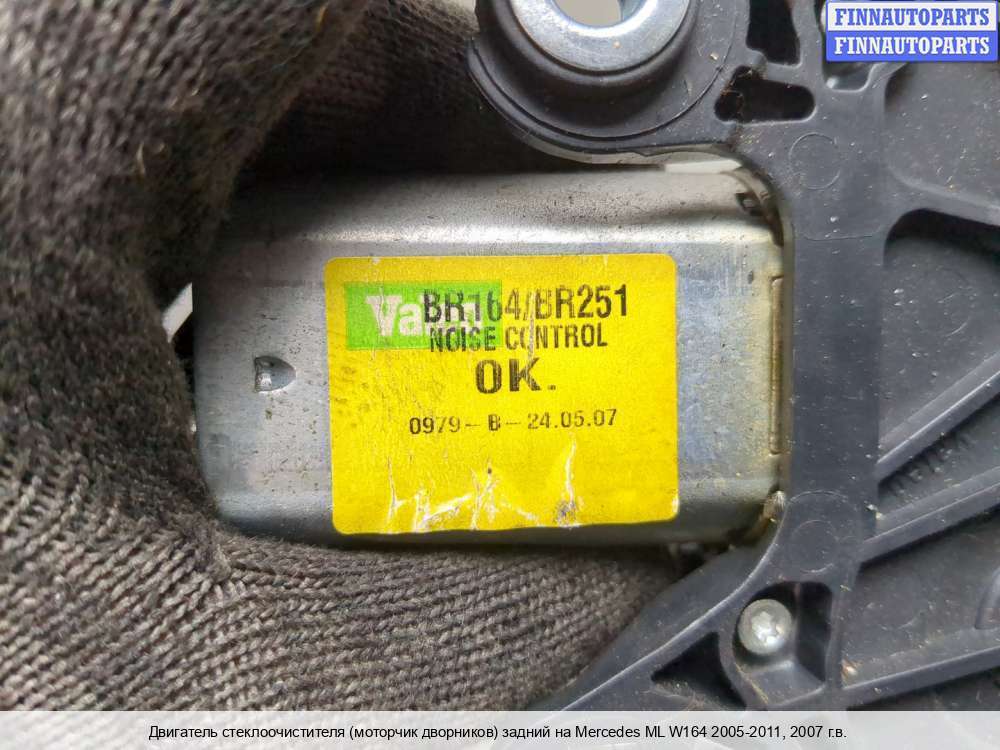 FINNAUTOPARTS
FINNAUTOPARTS
BR164/BR251
NOISE CONTROL
OK.
0979-B-24.05.07
Двигатель стеклоочистителя (моторчик дворников) задний на Mercedes ML W164 2005-2011, 2007 г.в.